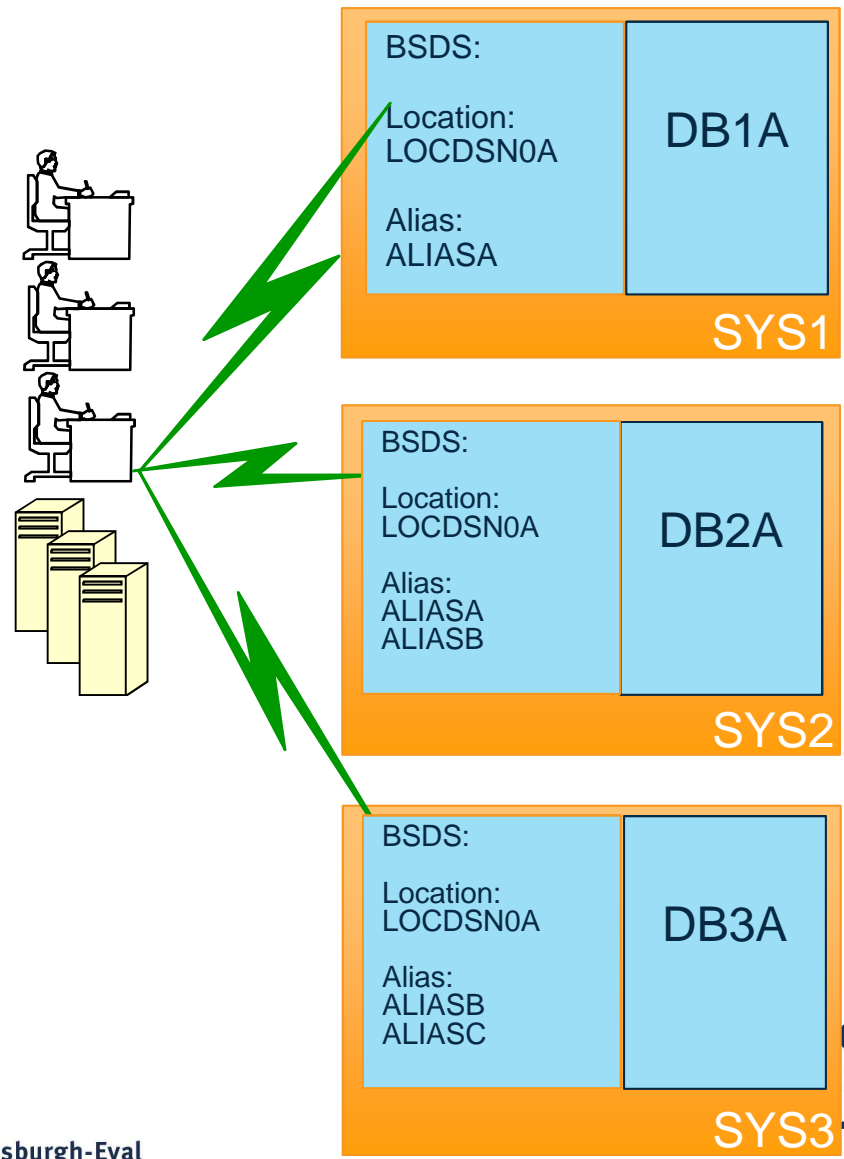 BSDS:
Location:
LOCDSN0A
Alias:
ALIASA
DB1A
SYS1
BSDS:
Location:
LOCDSN0A
Alias:
ALIASA
ALIASB
DB2A
SYS2
BSDS:
Location:
LOCDSN0A
Alias:
ALIASB
ALIASC
DB3A
SYS3
sburgh-Eval